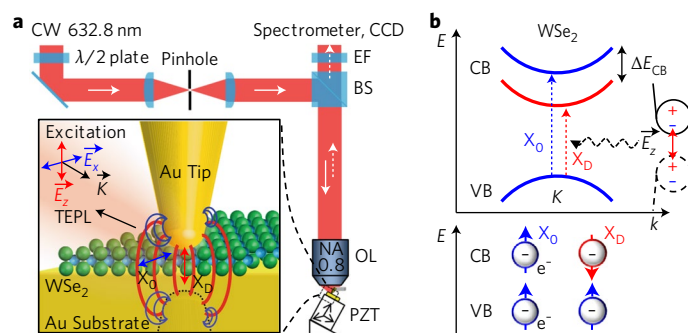 a
CW 632.8 nm
λ/2 plate
Pinhole
Spectrometer, CCD
EF
BS
Excitation
E_x
K
E_z
TEPL
Au Tip
X_0
X_D
WSe₂
Au Substrate
NA
0.8
OL
PZT
b
E
WSe₂
CB
ΔE_CB
X_0
X_D
E_z
VB
K
k
+
−
+
−
E
X_0
X_D
CB
−
e⁻
−
VB
−
e⁻
−